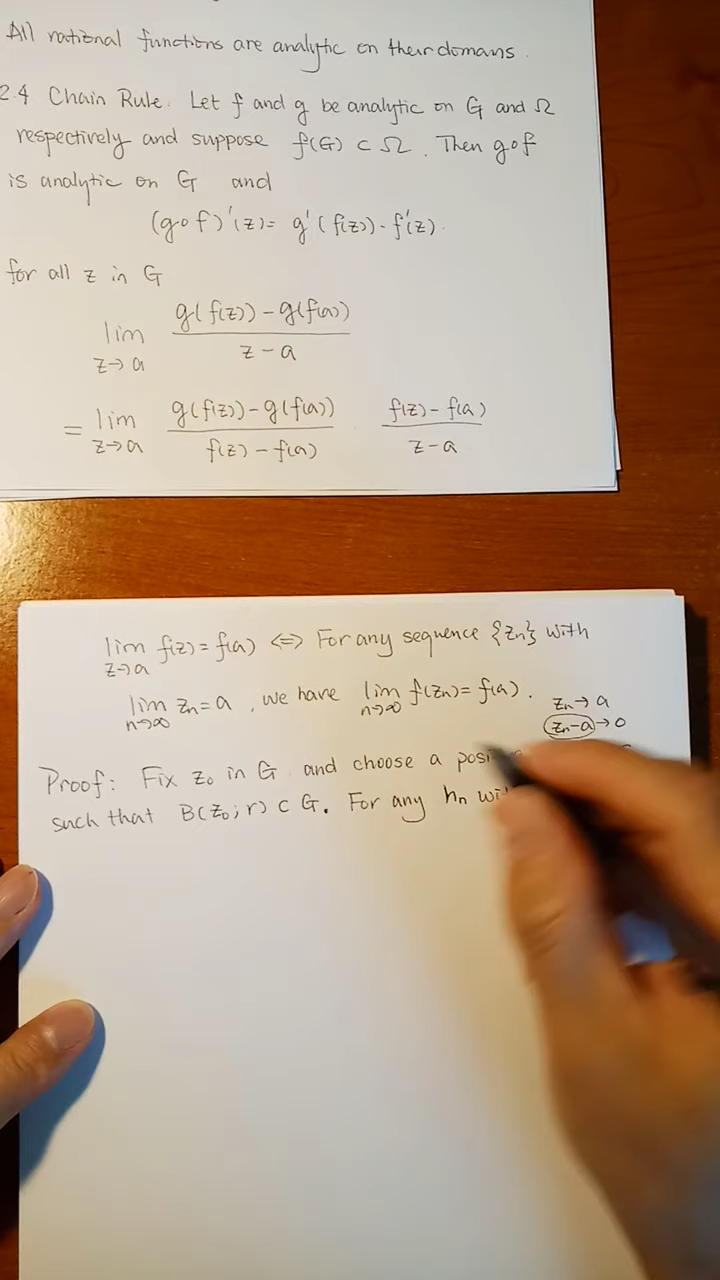 All rational functions are analytic on their domans.
2.4 Chain Rule. Let f and g be analytic on G and Ω
respectively and suppose f(G) ⊂ Ω. Then g∘f
is analytic on G and
(g∘f)'(z) = g'(f(z))·f'(z).
for all z in G
lim z→a g(f(z)) − g(f(a)) / z − a
= lim z→a g(f(z)) − g(f(a)) / f(z) − f(a) · f(z) − f(a) / z − a
lim z→a f(z) = f(a) ⇔ For any sequence {zn} with
lim n→∞ zn = a, we have lim n→∞ f(zn) = f(a).
zn → a
zn−a → 0
Proof: Fix z0 in G and choose a
such that B(z0; r) ⊂ G. For any hn